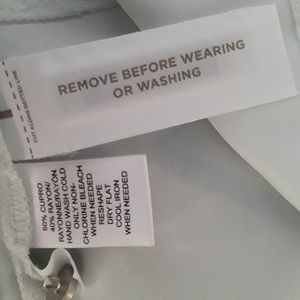 REMOVE BEFORE WEARING
OR WASHING
CUT ALONG DOTTED LINE
60% CUPRO
40% RAYON/
RAYONNE/RAYÓN
HAND WASH COLD
ONLY NON-
CHLORINE BLEACH
WHEN NEEDED
RESHAPE
DRY FLAT
COOL IRON
WHEN NEEDED